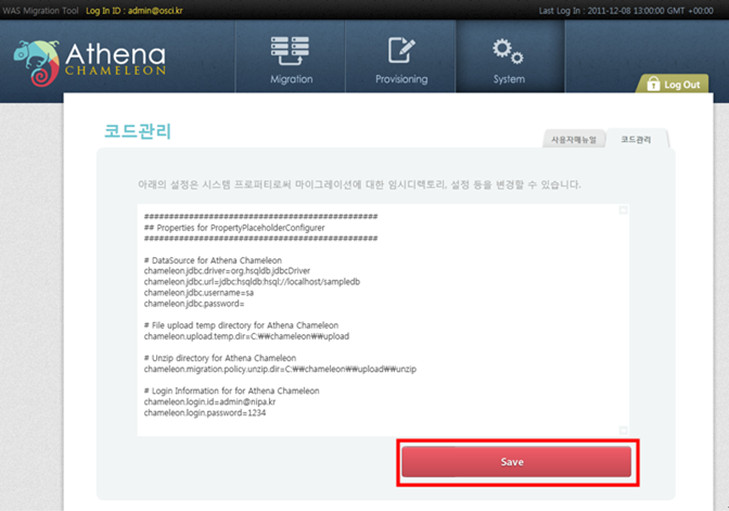 WAS Migration Tool Log In ID : admin@osci.kr
Last Log In : 2011-12-08 13:00:00 GMT +00:00
Athena
CHAMELEON
Migration
Provisioning
System
Log Out
코드관리
사용자메뉴얼
코드관리
아래의 설정은 시스템 프로퍼티로써 마이그레이션에 대한 임시디렉토리, 설정 등을 변경할 수 있습니다.
################################################
## Properties for PropertyPlaceholderConfigurer
################################################
# DataSource for Athena Chameleon
chameleon.jdbc.driver=org.hsqldb.jdbcDriver
chameleon.jdbc.url=jdbc:hsqldb:hsql://localhost/sampledb
chameleon.jdbc.username=sa
chameleon.jdbc.password=
# File upload temp directory for Athena Chameleon
chameleon.upload.temp.dir=C:₩₩chameleon₩₩upload
# Unzip directory for Athena Chameleon
chameleon.migration.policy.unzip.dir=C:₩₩chameleon₩₩upload₩₩unzip
# Login Information for for Athena Chameleon
chameleon.login.id=admin@nipa.kr
chameleon.login.password=1234
Save